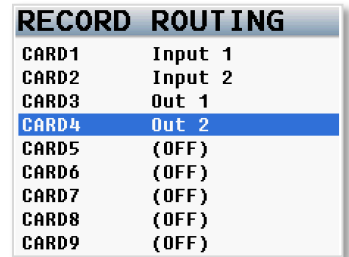 RECORD ROUTING
CARD1 Input 1
CARD2 Input 2
CARD3 Out 1
CARD4 Out 2
CARD5 (OFF)
CARD6 (OFF)
CARD7 (OFF)
CARD8 (OFF)
CARD9 (OFF)